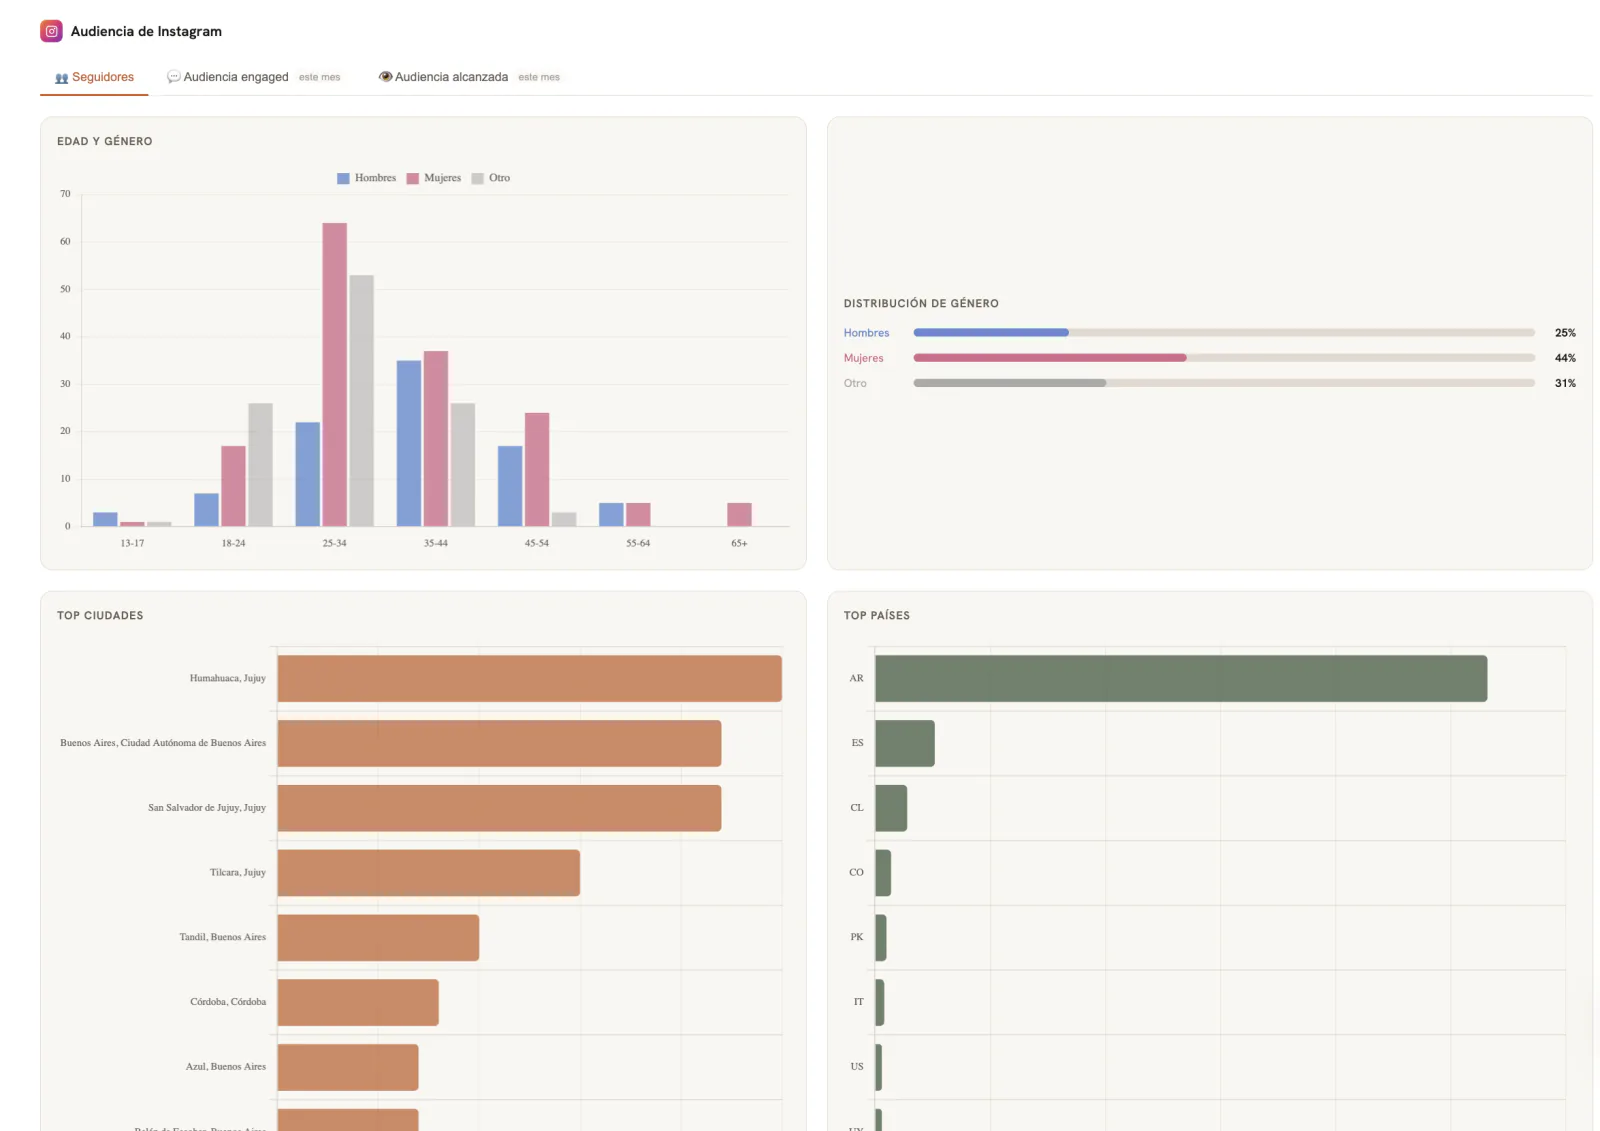 Audiencia de Instagram
Seguidores
Audiencia engaged este mes
Audiencia alcanzada este mes
EDAD Y GÉNERO
Hombres Mujeres Otro
70
60
50
40
30
20
10
0
13-17 18-24 25-34 35-44 45-54 55-64 65+
DISTRIBUCIÓN DE GÉNERO
Hombres 25%
Mujeres 44%
Otro 31%
TOP CIUDADES
Humahuaca, Jujuy
Buenos Aires, Ciudad Autónoma de Buenos Aires
San Salvador de Jujuy, Jujuy
Tilcara, Jujuy
Tandil, Buenos Aires
Córdoba, Córdoba
Azul, Buenos Aires
TOP PAÍSES
AR
ES
CL
CO
PK
IT
US